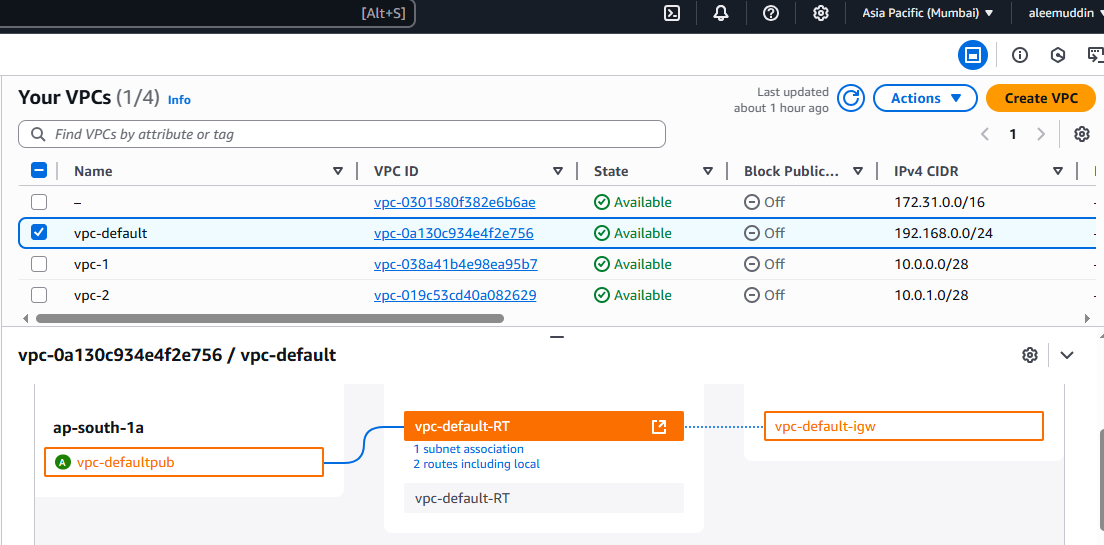 [Alt+S] Asia Pacific (Mumbai) aleemuddin
Your VPCs (1/4) Info
Last updated
about 1 hour ago
Actions
Create VPC
Find VPCs by attribute or tag
1
Name VPC ID State Block Public... IPv4 CIDR
– vpc-0301580f382e6b6ae Available Off 172.31.0.0/16
vpc-default vpc-0a130c934e4f2e756 Available Off 192.168.0.0/24
vpc-1 vpc-038a41b4e98ea95b7 Available Off 10.0.0.0/28
vpc-2 vpc-019c53cd40a082629 Available Off 10.0.1.0/28
vpc-0a130c934e4f2e756 / vpc-default
ap-south-1a
A vpc-defaultpub
vpc-default-RT
1 subnet association
2 routes including local
vpc-default-RT
vpc-default-igw